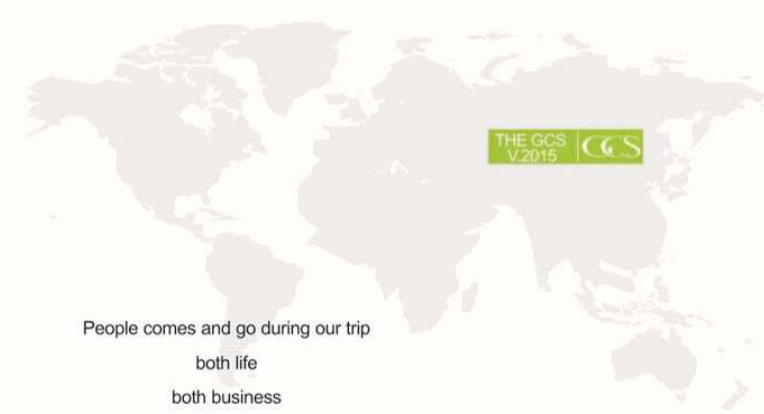 THE GCS
V.2015
GCS
People comes and go during our trip
both life
both business